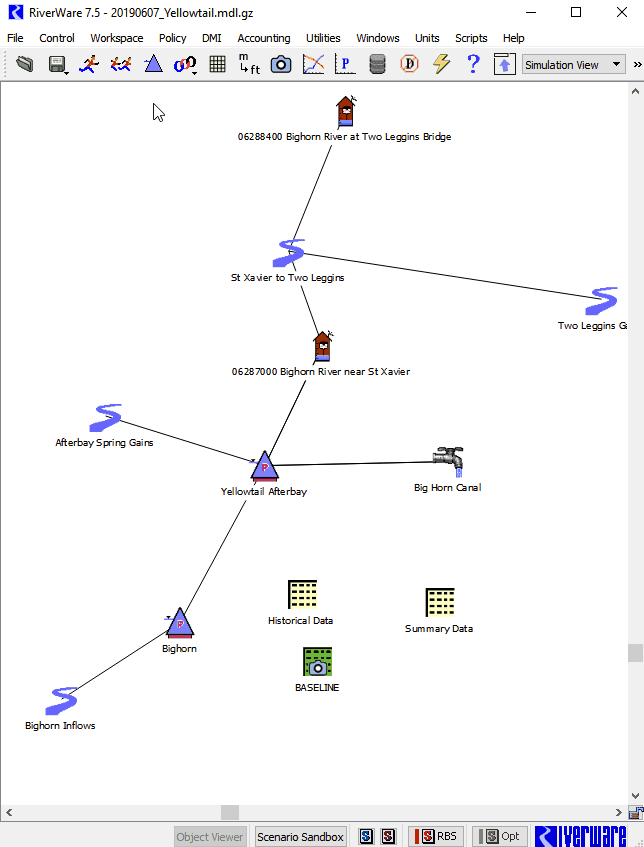 RiverWare 7.5 - 20190607_Yellowtail.mdl.gz
File Control Workspace Policy DMI Accounting Utilities Windows Units Scripts Help
m
ft
P
D
?
Simulation View
»
06288400 Bighorn River at Two Leggins Bridge
St Xavier to Two Leggins
Two Leggins G
06287000 Bighorn River near St Xavier
Afterbay Spring Gains
P
Yellowtail Afterbay
Big Horn Canal
Historical Data
Summary Data
P
Bighorn
BASELINE
Bighorn Inflows
Object Viewer Scenario Sandbox S S S RBS S Opt Riverware